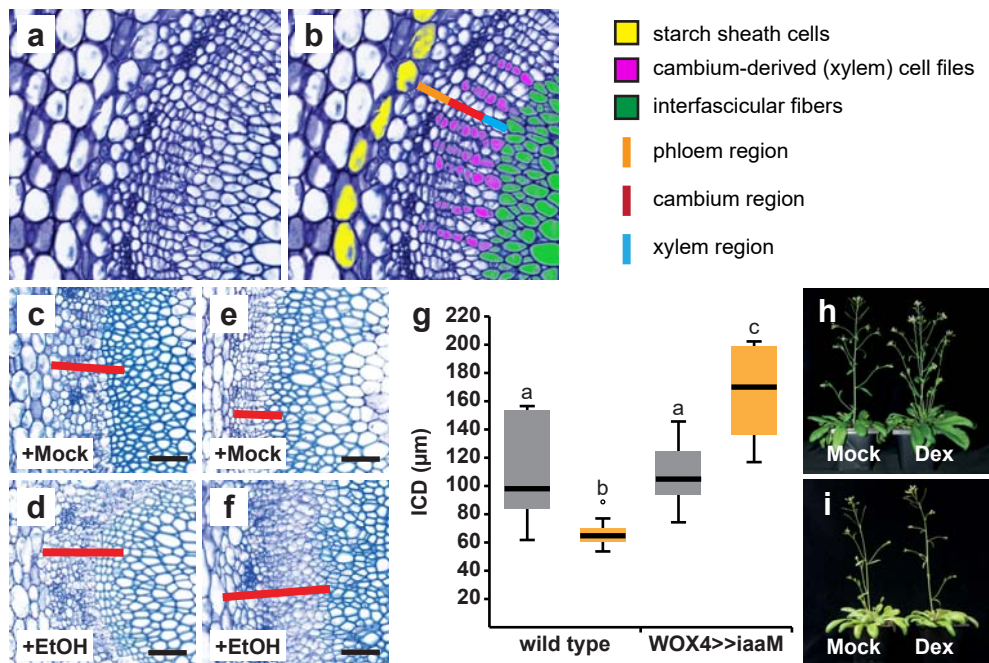 a
b
starch sheath cells
cambium-derived (xylem) cell files
interfascicular fibers
phloem region
cambium region
xylem region
c
+Mock
d
+EtOH
e
+Mock
f
+EtOH
g
ICD (µm)
220
200
180
160
140
120
100
80
60
40
20
a
b
a
c
wild type
WOX4>>iaaM
h
Mock Dex
i
Mock Dex